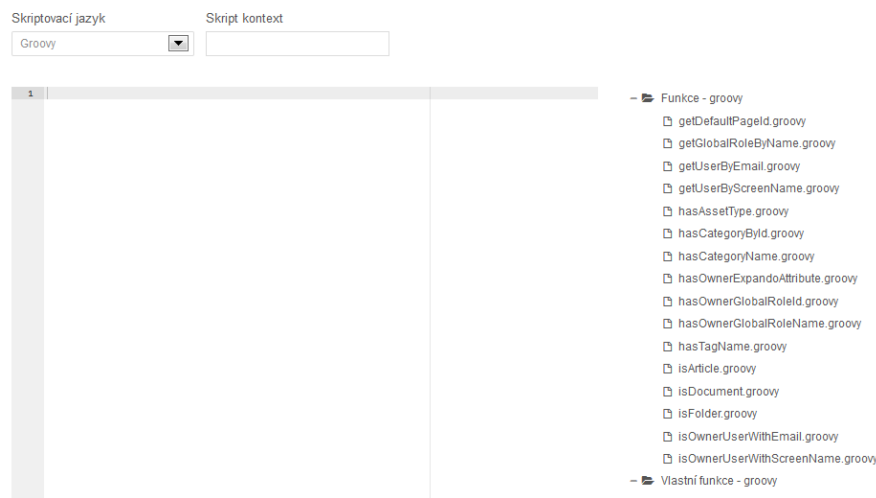 Skriptovací jazyk
Skript kontext
Groovy
1
Funkce - groovy
getDefaultPageId.groovy
getGlobalRoleByName.groovy
getUserByEmail.groovy
getUserByScreenName.groovy
hasAssetType.groovy
hasCategoryById.groovy
hasCategoryName.groovy
hasOwnerExpandoAttribute.groovy
hasOwnerGlobalRoleId.groovy
hasOwnerGlobalRoleName.groovy
hasTagName.groovy
isArticle.groovy
isDocument.groovy
isFolder.groovy
isOwnerUserWithEmail.groovy
isOwnerUserWithScreenName.groovy
Vlastní funkce - groovy